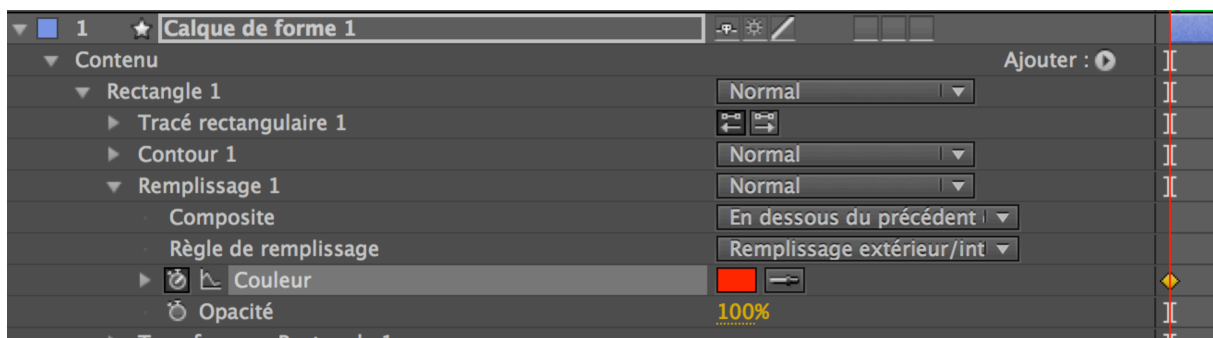 1 Calque de forme 1
Contenu Ajouter :
Rectangle 1 Normal
Tracé rectangulaire 1
Contour 1 Normal
Remplissage 1 Normal
Composite En dessous du précédent
Règle de remplissage Remplissage extérieur/int
Couleur
Opacité 100%